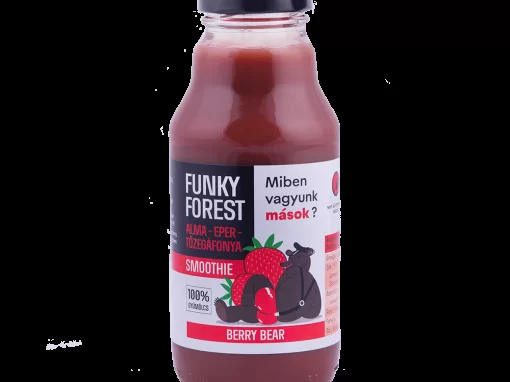 FUNKY
FOREST
ALMA - EPER -
TŐZEGÁFONYA
SMOOTHIE
100%
GYÜMÖLCS
Miben
vagyunk
mások?
BERRY BEAR